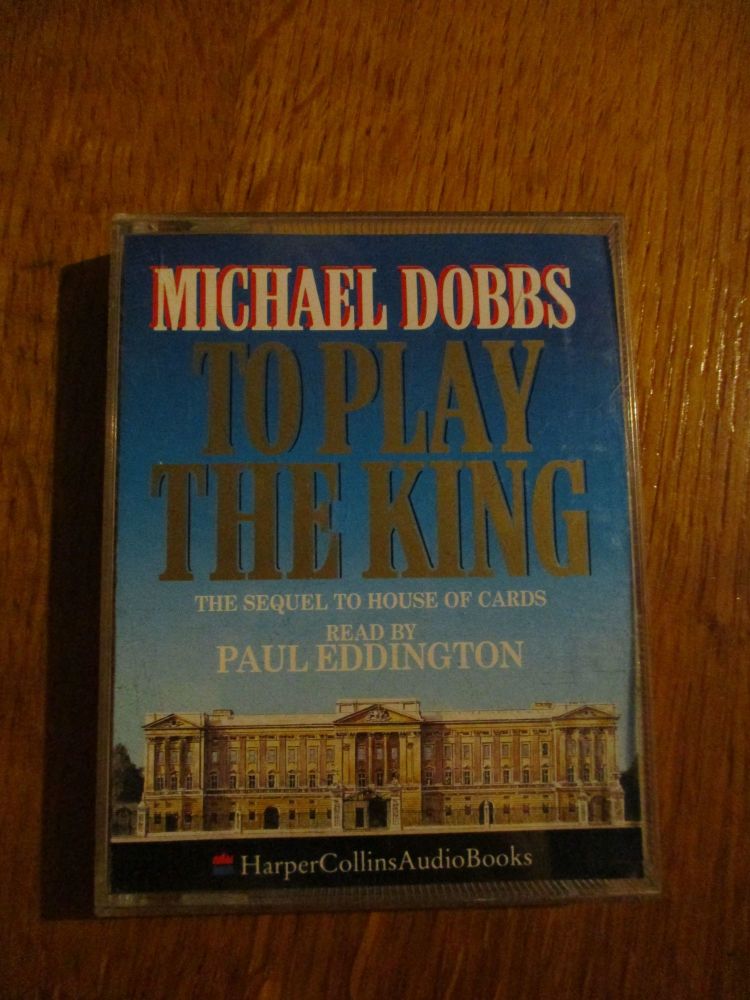 MICHAEL DOBBS
TO PLAY
THE KING
THE SEQUEL TO HOUSE OF CARDS
READ BY
PAUL EDDINGTON
HarperCollinsAudioBooks